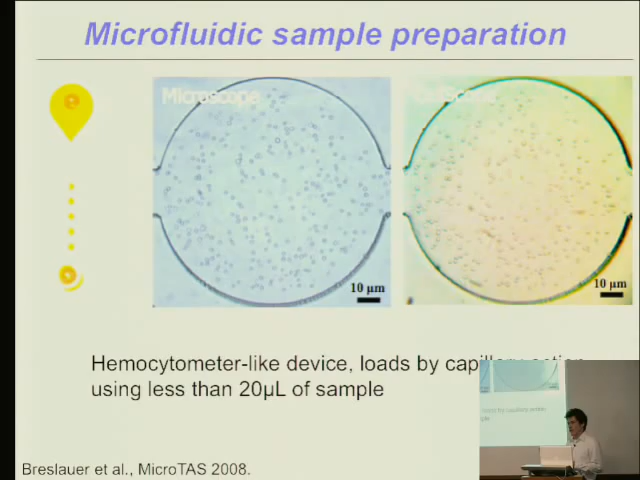 Microfluidic sample preparation
Microscope
10 µm
10 µm
Hemocytometer-like device, loads by capillary action
using less than 20µL of sample
Breslauer et al., MicroTAS 2008.